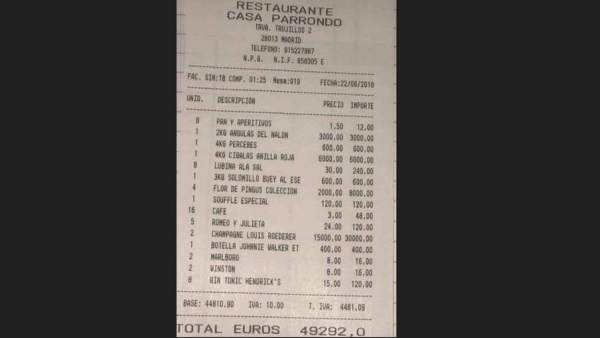 RESTAURANTE
CASA PARRONDO
TRVA. TRUJILLOS 2
28013 MADRID
TELEFONO: 915227987
N.P.G. N.I.F.
FAC. SIM: COMP. 01:25 Mesa:010 FECHA:22/06/2010
UNID. DESCRIPCION PRECIO IMPORTE
8 PAN Y APERITIVOS 1,50 12,00
1 2KG ANGULAS DEL NALON 3000,00 3000,00
1 4KG PERCEBES 600,00 600,00
1 4KG CIGALAS ANILLA ROJA 6000,00 6000,00
8 LUBINA ALA SAL 30,00 240,00
1 3KG SOLOMILLO BUEY AL ESE 600,00 600,00
4 FLOR DE PINGUS COLECCION 2000,00 8000,00
1 SOUFFLE ESPECIAL 120,00 120,00
16 CAFE 3,00 48,00
5 ROMEO Y JULIETA 24,00 120,00
2 CHAMPAGNE LOUIS ROEDERER 15000,00 30000,00
1 BOTELLA JOHNNIE WALKER ET 400,00 400,00
2 MARLBORO 8,00 16,00
2 WINSTON 8,00 16,00
8 GIN TONIC HENDRICK'S 15,00 120,00
BASE: 44810,90 IVA: 10,00 T. IVA: 4481,09
TOTAL EUROS 49292,0